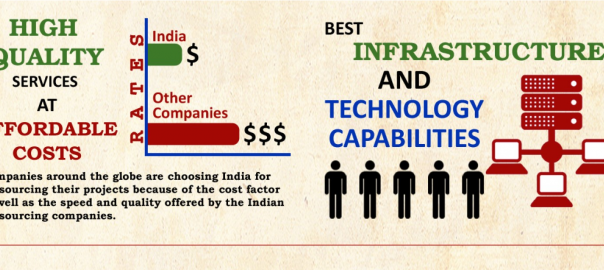 HIGH
QUALITY
SERVICES
AT
AFFORDABLE
COSTS
RATES
India
$
Other
Companies
$$$
mpanies around the globe are choosing India for
sourcing their projects because of the cost factor
well as the speed and quality offered by the Indian
sourcing companies.
BEST
INFRASTRUCTURE
AND
TECHNOLOGY
CAPABILITIES